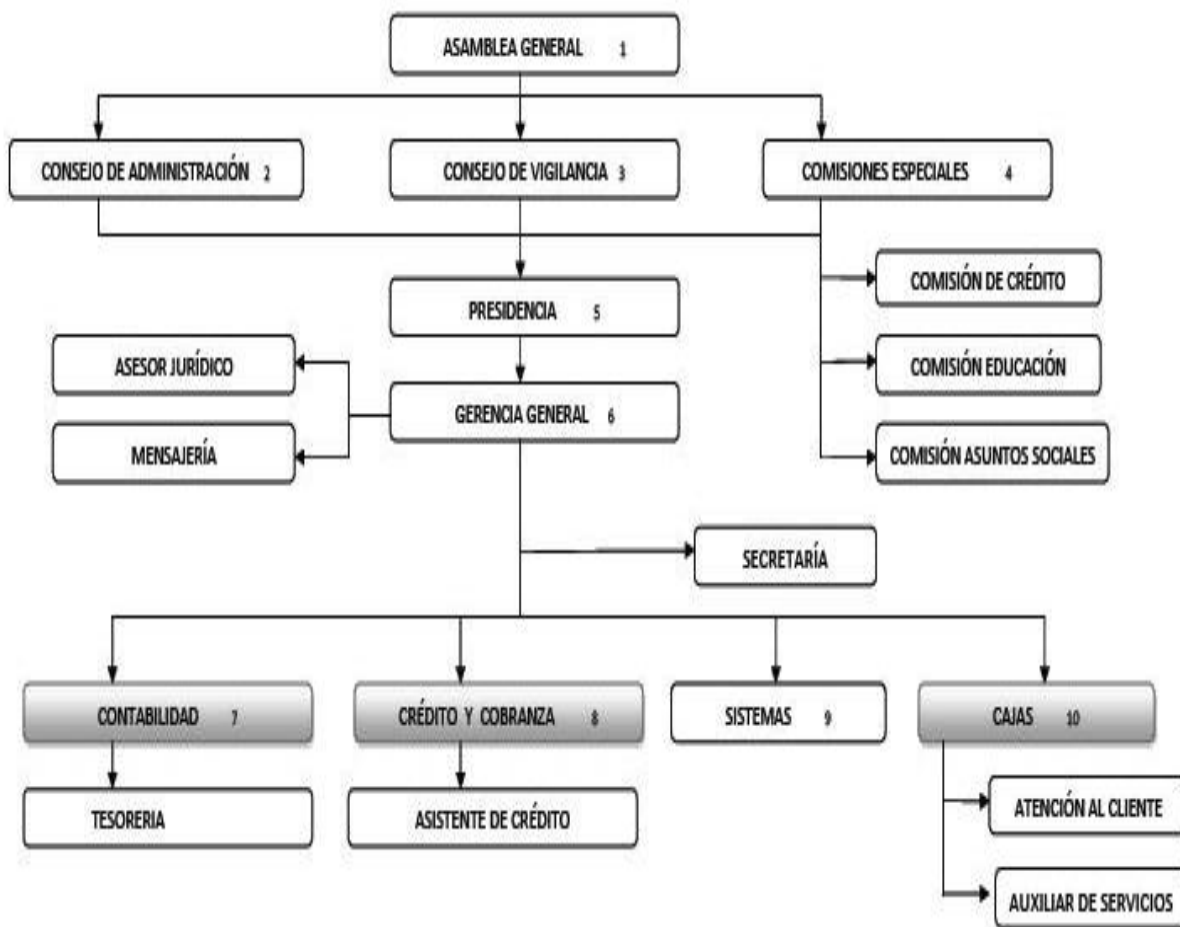 ASAMBLEA GENERAL 1
CONSEJO DE ADMINISTRACIÓN 2
CONSEJO DE VIGILANCIA 3
COMISIONES ESPECIALES 4
COMISIÓN DE CRÉDITO
PRESIDENCIA 5
ASESOR JURÍDICO
COMISIÓN EDUCACIÓN
GERENCIA GENERAL 6
MENSAJERÍA
COMISIÓN ASUNTOS SOCIALES
SECRETARÍA
CONTABILIDAD 7
CRÉDITO Y COBRANZA 8
SISTEMAS 9
CAJAS 10
TESORERIA
ASISTENTE DE CRÉDITO
ATENCIÓN AL CLIENTE
AUXILIAR DE SERVICIOS